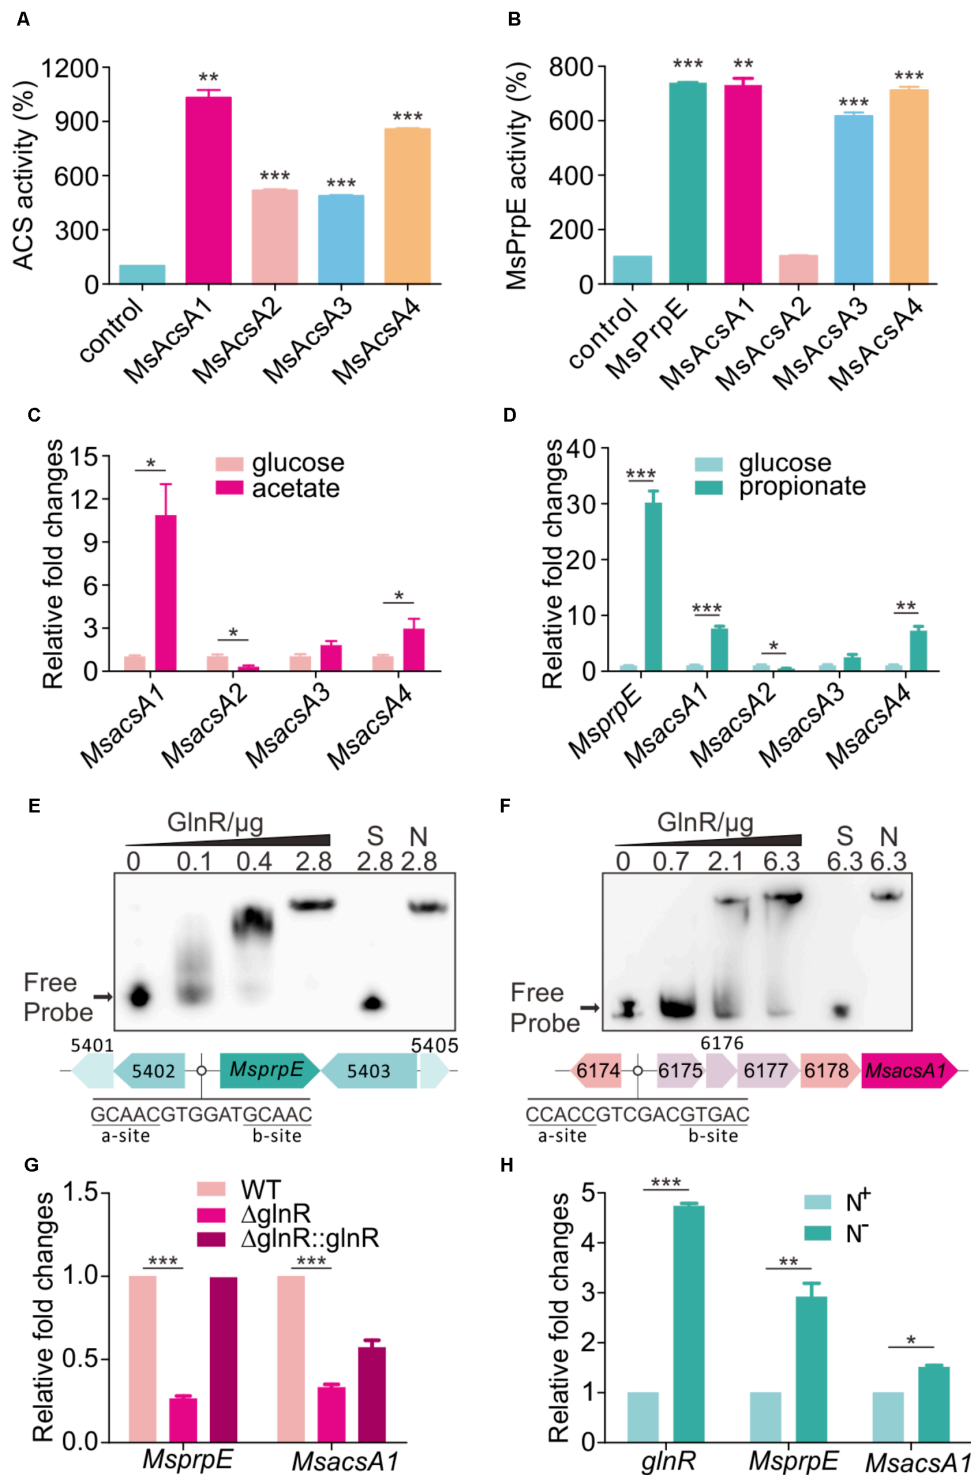 A
ACS activity (%)
1200
900
600
300
0
** *** *** ***
control MsAcsA1 MsAcsA2 MsAcsA3 MsAcsA4
B
MsPrpE activity (%)
800
600
400
200
0
*** ** *** ***
control MsPrpE MsAcsA1 MsAcsA2 MsAcsA3 MsAcsA4
C
Relative fold changes
15
12
9
6
3
0
glucose
acetate
* * *
MsacsA1 MsacsA2 MsacsA3 MsacsA4
D
Relative fold changes
40
30
20
10
0
glucose
propionate
*** *** * **
MsprpE MsacsA1 MsacsA2 MsacsA3 MsacsA4
E
GlnR/µg S N
0 0.1 0.4 2.8 2.8 2.8
Free
Probe
5401 5402 MsprpE 5403 5405
GCAACGTGGATGCAAC
a-site b-site
F
GlnR/µg S N
0 0.7 2.1 6.3 6.3 6.3
Free
Probe
6176
6174 6175 6177 6178 MsacsA1
CCACCGTCGACGTGAC
a-site b-site
G
Relative fold changes
1.5
1.0
0.5
0.0
WT
ΔglnR
ΔglnR::glnR
*** ***
MsprpE MsacsA1
H
Relative fold changes
5
4
3
2
1
0
N+
N-
*** ** *
glnR MsprpE MsacsA1